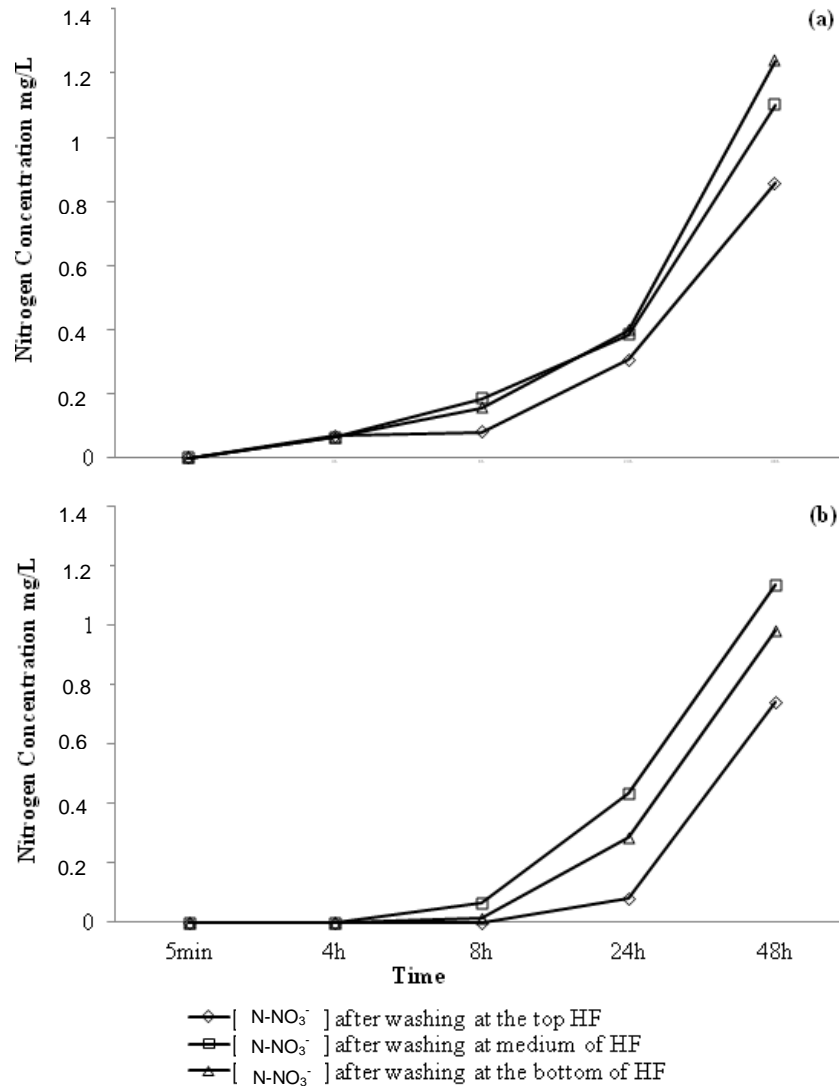 (a)
Nitrogen Concentration mg/L
1.4
1.2
1
0.8
0.6
0.4
0.2
0
(b)
Nitrogen Concentration mg/L
1.4
1.2
1
0.8
0.6
0.4
0.2
0
5min 4h 8h 24h 48h
Time
[ N-NO₃⁻ ] after washing at the top HF
[ N-NO₃⁻ ] after washing at medium of HF
[ N-NO₃⁻ ] after washing at the bottom of HF